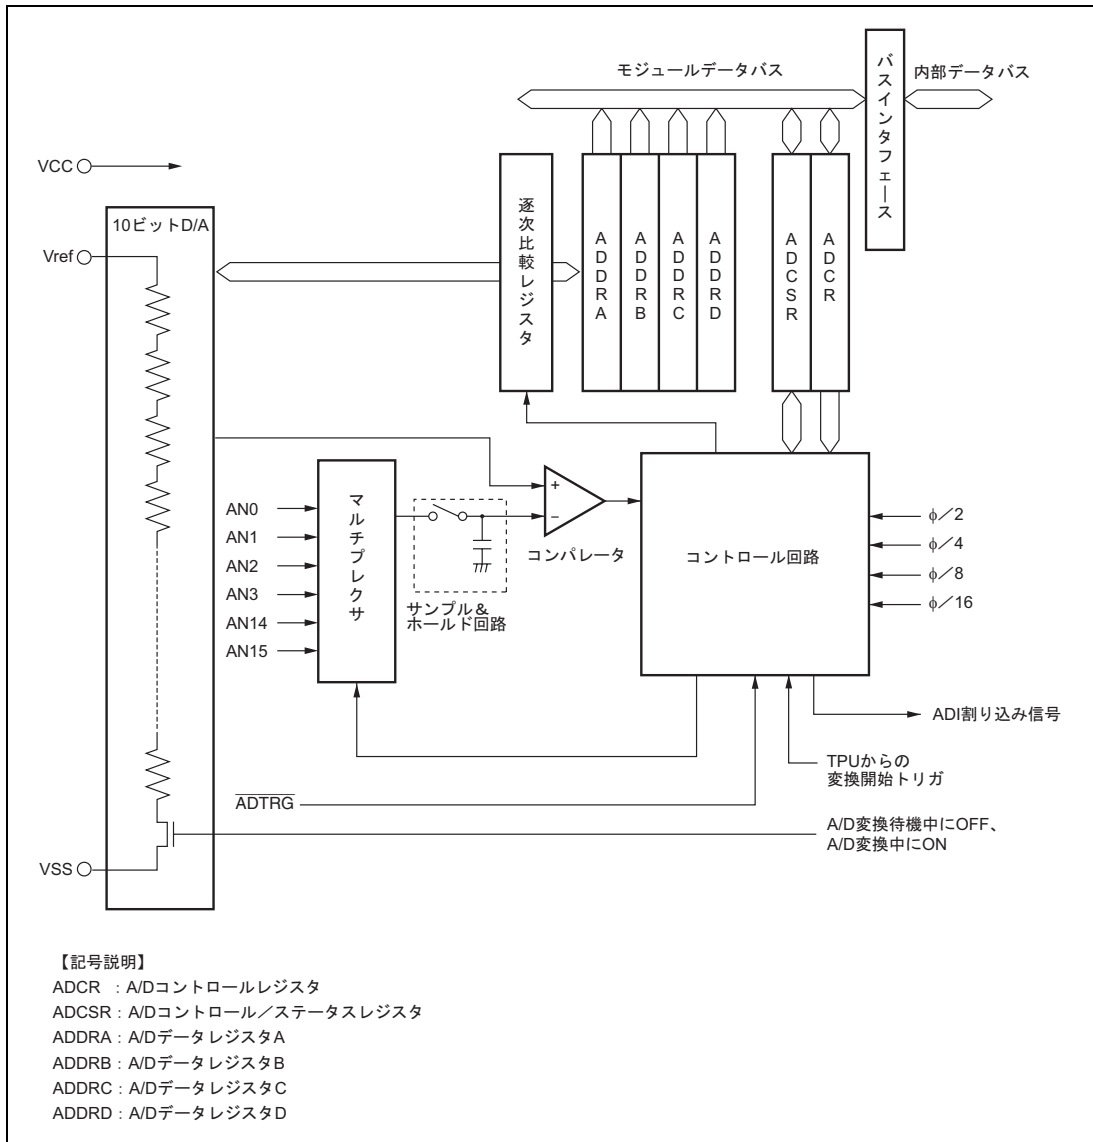 モジュールデータバス
内部データバス
バスインタフェース
VCC
10ビットD/A
Vref
逐次比較レジスタ
ADDRA
ADDRB
ADDRC
ADDRD
ADCSR
ADCR
マルチプレクサ
AN0
AN1
AN2
AN3
AN14
AN15
+
−
コンパレータ
サンプル＆
ホールド回路
コントロール回路
φ／2
φ／4
φ／8
φ／16
ADI割り込み信号
TPUからの
変換開始トリガ
ADTRG
A/D変換待機中にOFF、
A/D変換中にON
VSS
【記号説明】
ADCR ：A/Dコントロールレジスタ
ADCSR：A/Dコントロール／ステータスレジスタ
ADDRA：A/DデータレジスタA
ADDRB：A/DデータレジスタB
ADDRC：A/DデータレジスタC
ADDRD：A/DデータレジスタD